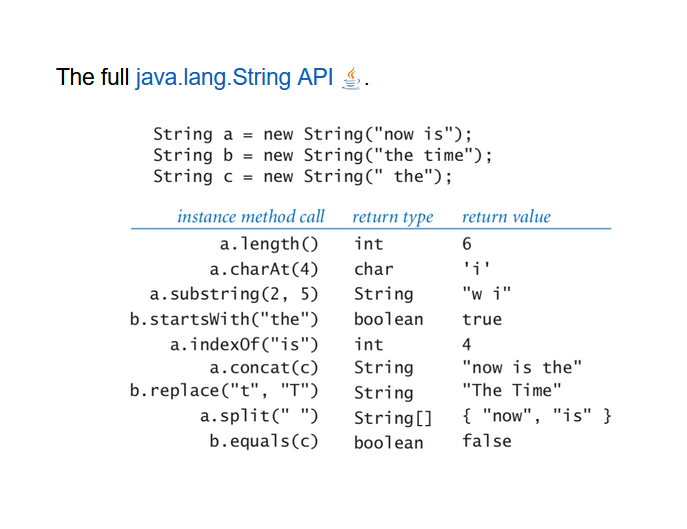 The full java.lang.String API .
String a = new String("now is");
String b = new String("the time");
String c = new String(" the");
instance method call return type return value
a.length() int 6
a.charAt(4) char 'i'
a.substring(2, 5) String "w i"
b.startsWith("the") boolean true
a.indexOf("is") int 4
a.concat(c) String "now is the"
b.replace("t", "T") String "The Time"
a.split(" ") String[] { "now", "is" }
b.equals(c) boolean false